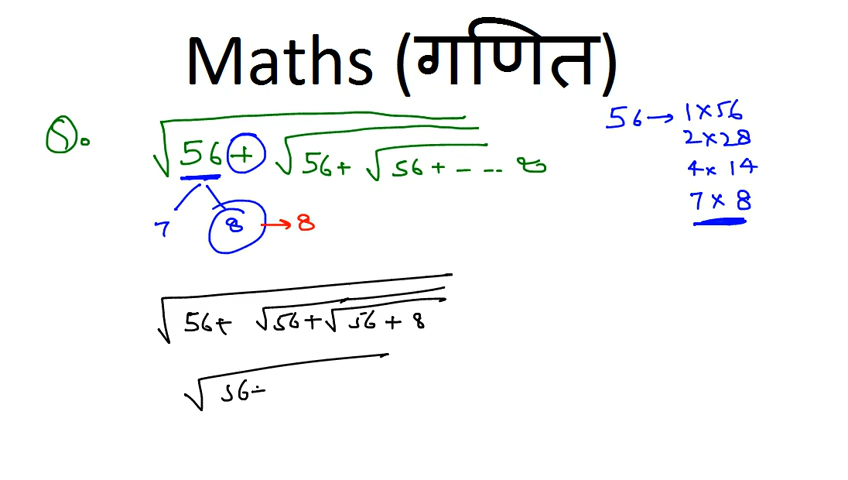 Maths (गणित)
Q. √56 + √56 + √56 + - - - ∞
7 8 → 8
56 → 1 × 56
2 × 28
4 × 14
7 × 8
√56 + √56 + √56 + 8
√56 +